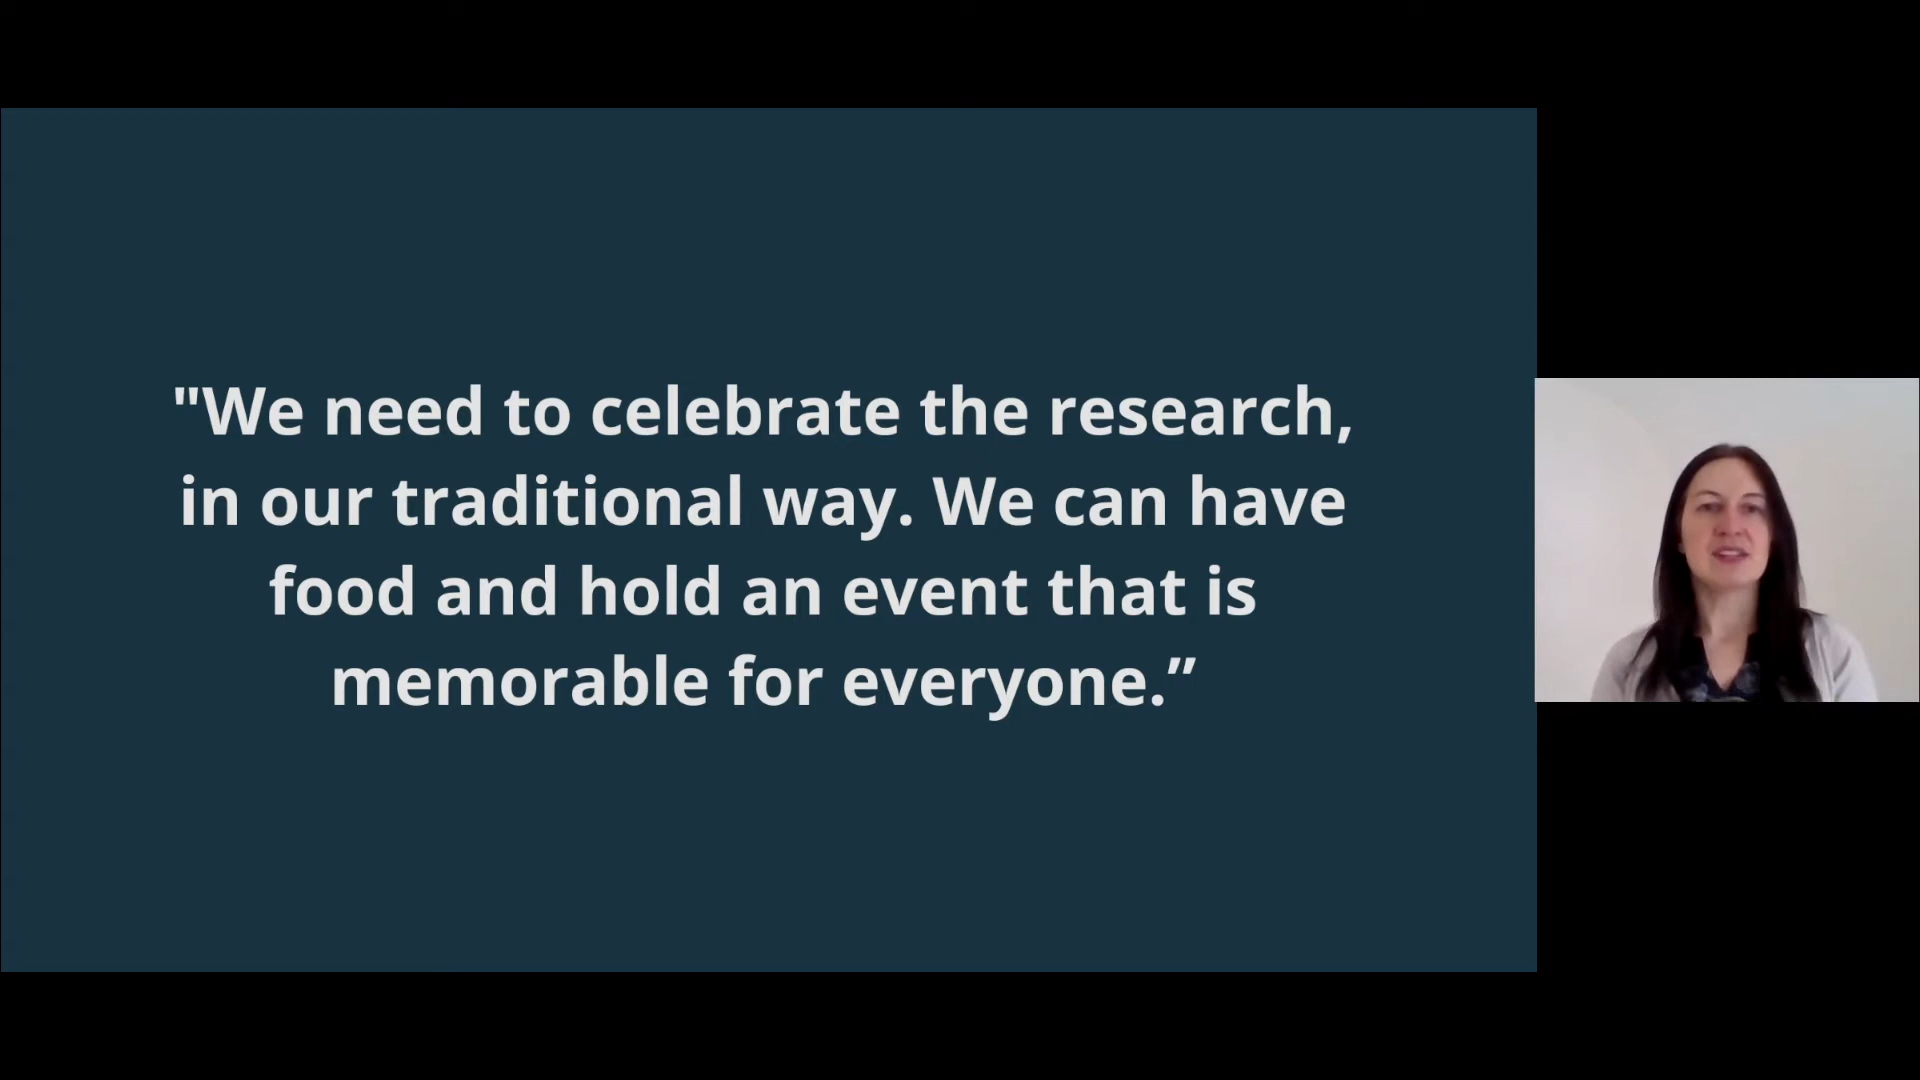 "We need to celebrate the research,
in our traditional way. We can have
food and hold an event that is
memorable for everyone.”